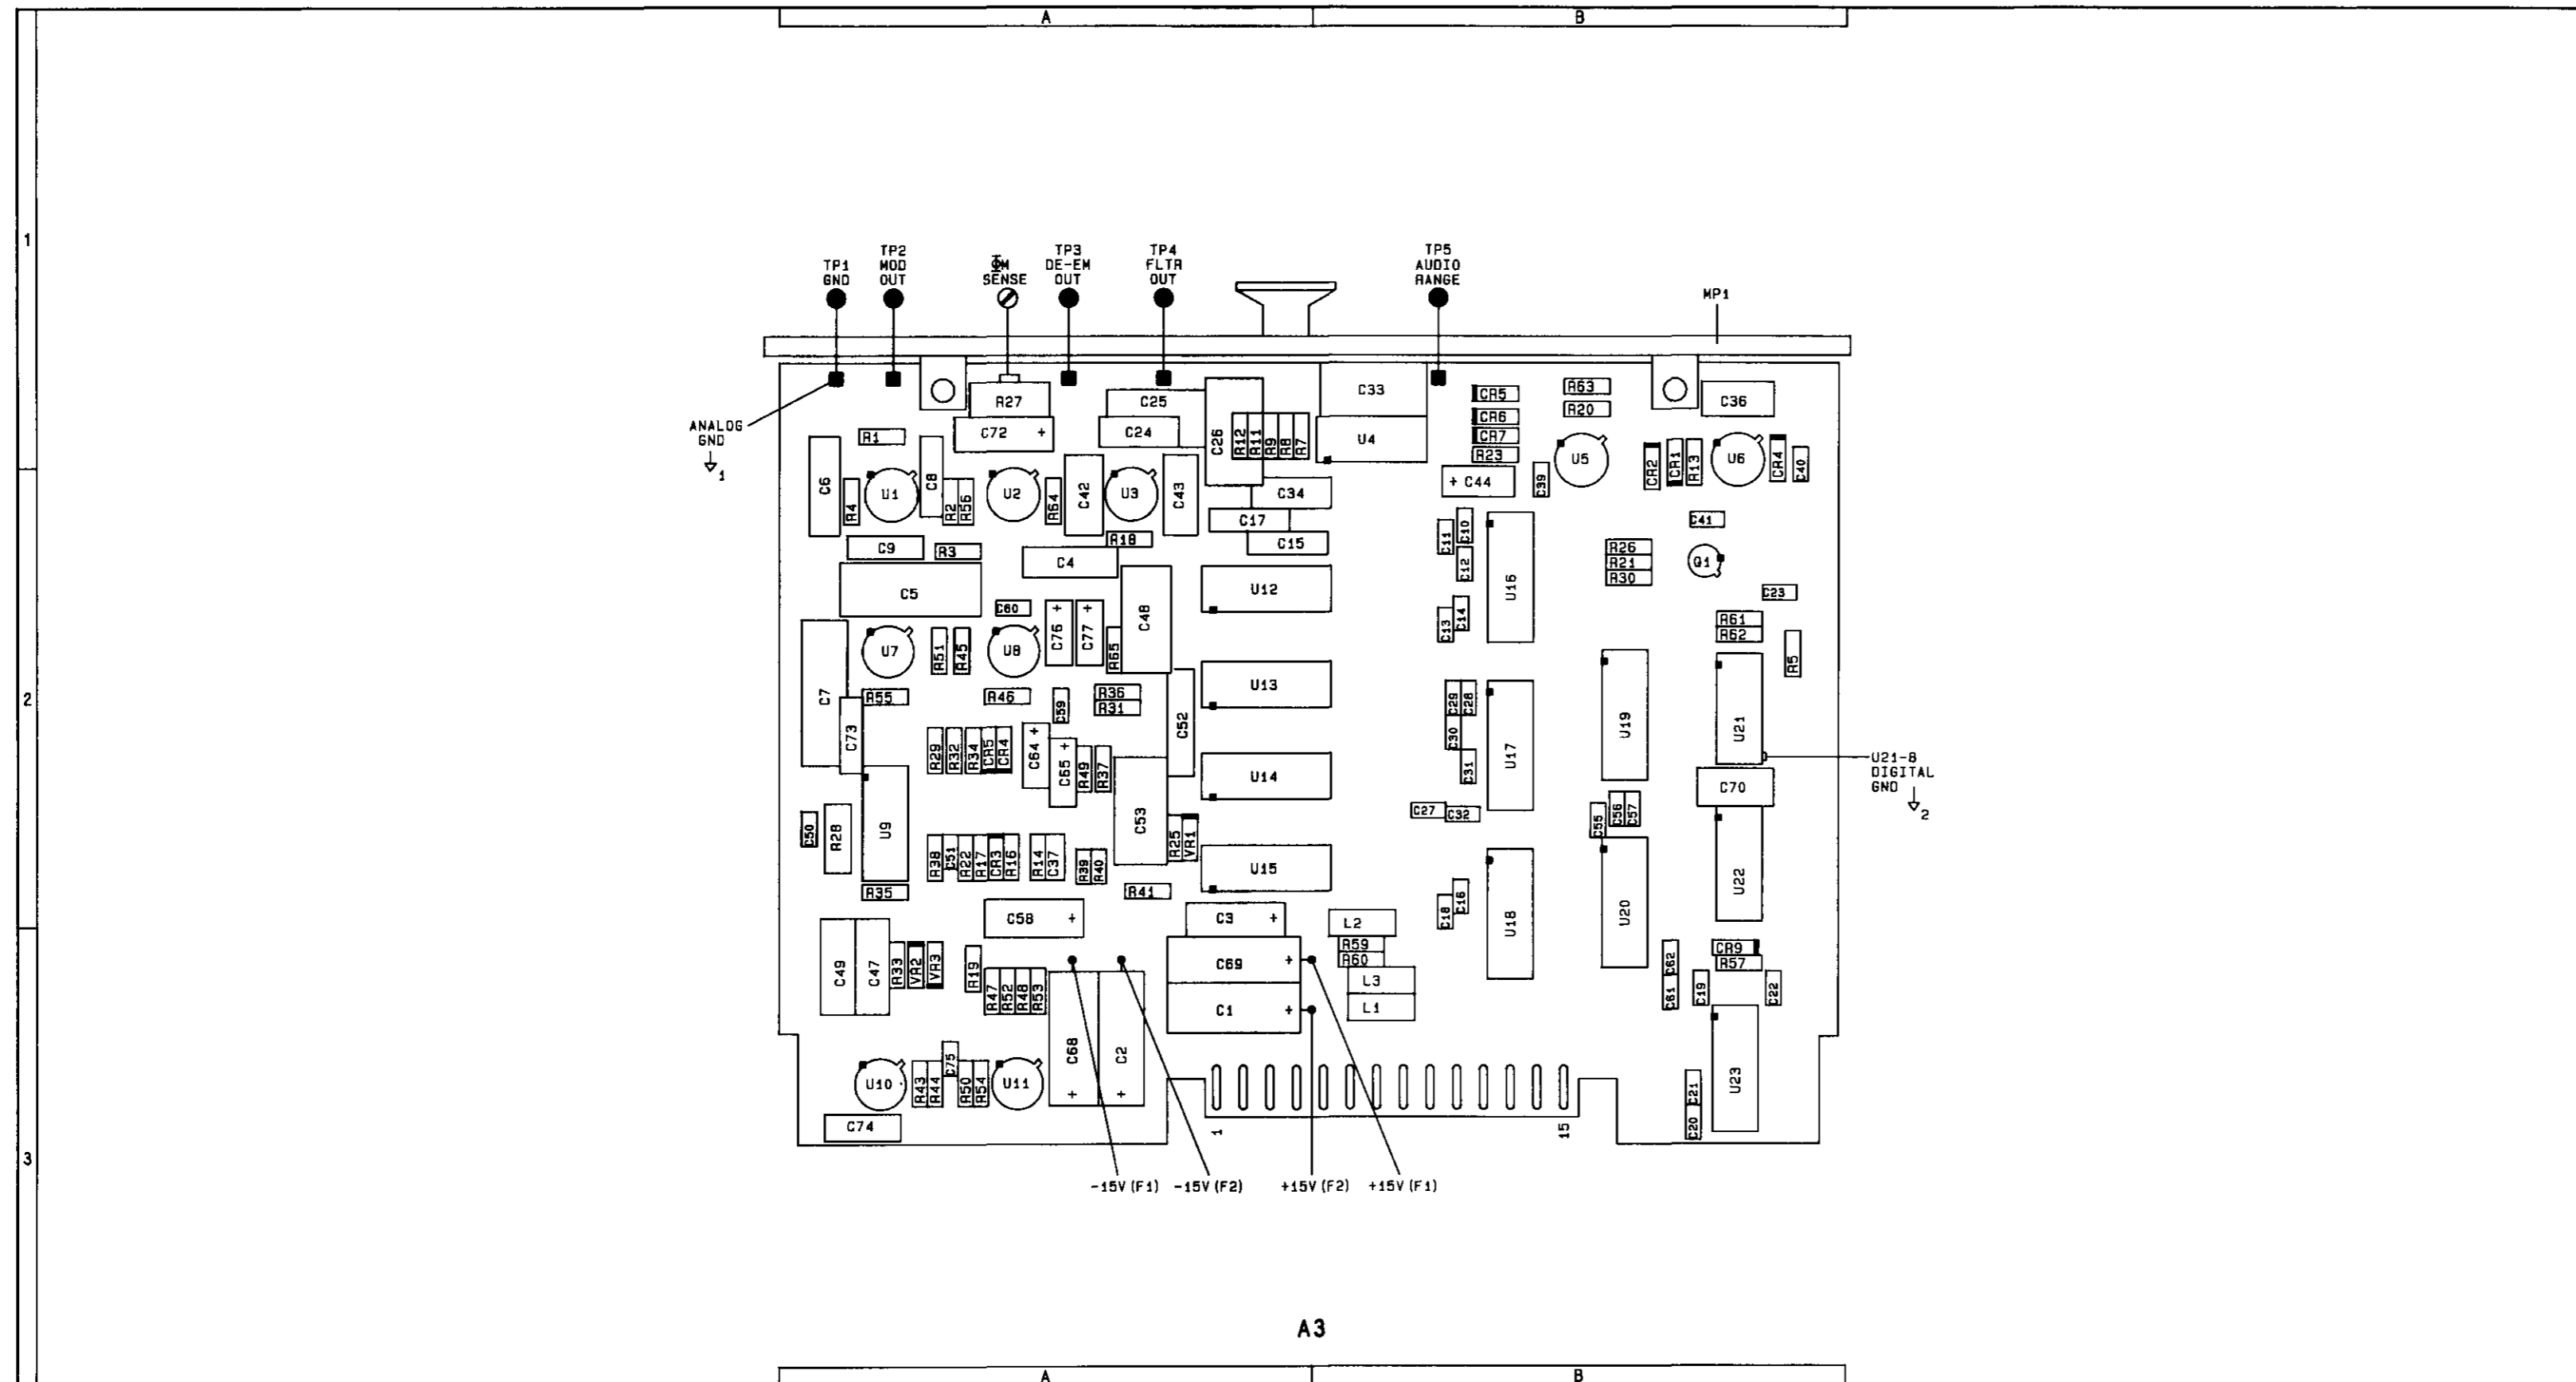 A B
1
TP1
GND
TP2
MOD
OUT
ΦM
SENSE
TP3
DE-EM
OUT
TP4
FLTR
OUT
TP5
AUDIO
RANGE
MP1
ANALOG
GND
1
R27
C25
C33
CR5
R63
C36
R1
C72 +
C24
C26
R12
R11
R9
R8
R7
U4
CR6
R20
CR7
R23
U5
CR2
CR1
R13
U6
CR4
C40
C6
R4
U1
C8
R2
R56
U2
R64
C42
U3
C43
C34
+ C44
C39
C17
C11
C10
C41
C9
R3
R18
C15
R26
C4
C12
U16
R21
Q1
R30
C5
U12
C23
C60
+
C76
+
C77
C48
C13
C14
R61
R62
U7
R51
R45
U8
R65
R5
U13
2
C7
R55
R46
C59
R36
R31
C52
C29
C28
U19
U21
C73
R29
R32
R34
CR5
CR4
C64 +
C65 +
R49
R37
C30
U17
C31
U14
U21-8
DIGITAL
GND
2
C70
C50
R28
U9
C53
C27
C32
C55
C56
C57
R38
C51
R22
R17
CR3
R16
R14
C37
R39
R40
R25
VR1
U15
U22
R35
R41
C18
C16
U18
U20
C58 +
C3 +
L2
R59
R60
C49
C47
R33
VR2
VR3
R19
C69 +
L3
C62
CR9
R57
R47
R52
R48
R53
C61
C19
C22
C1 +
L1
C68 +
C2 +
U10
R43
R44
C75
R50
R54
U11
C21
U23
C20
C74
1
15
3
-15V(F1) -15V(F2) +15V(F2) +15V(F1)
A3
A B